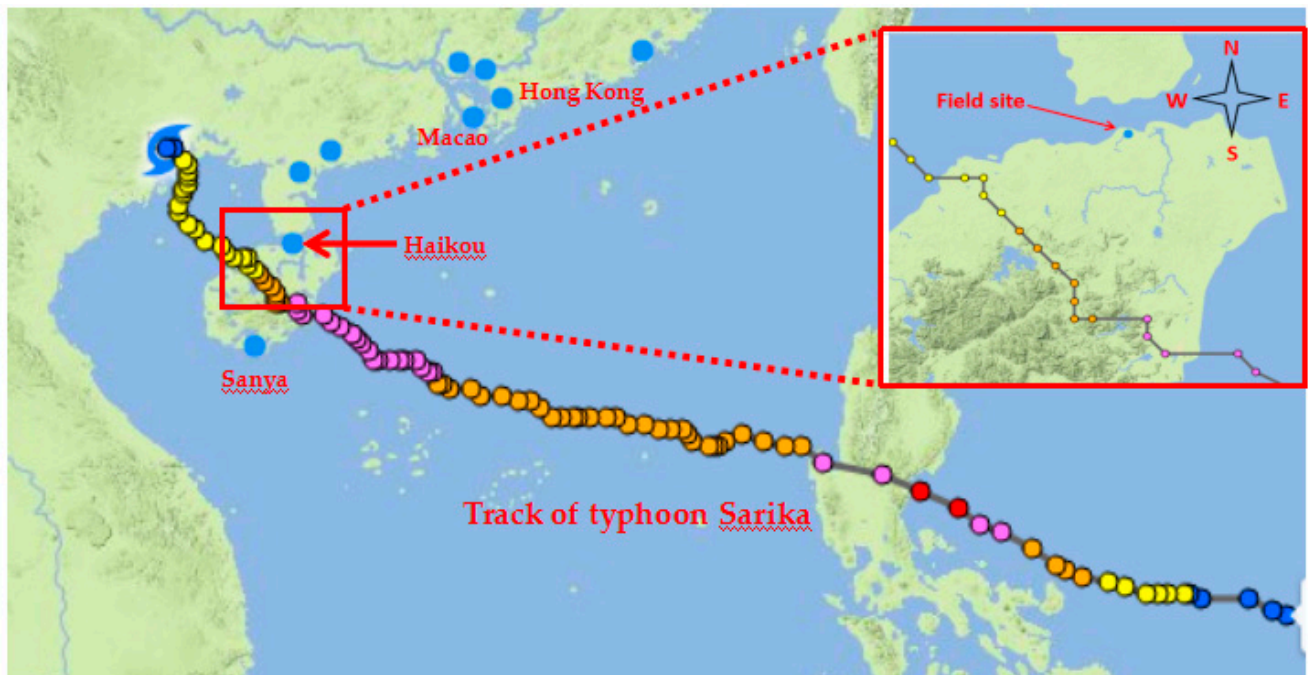 N
Field site
W
E
S
Hong Kong
Macao
Haikou
Sanya
Track of typhoon Sarika